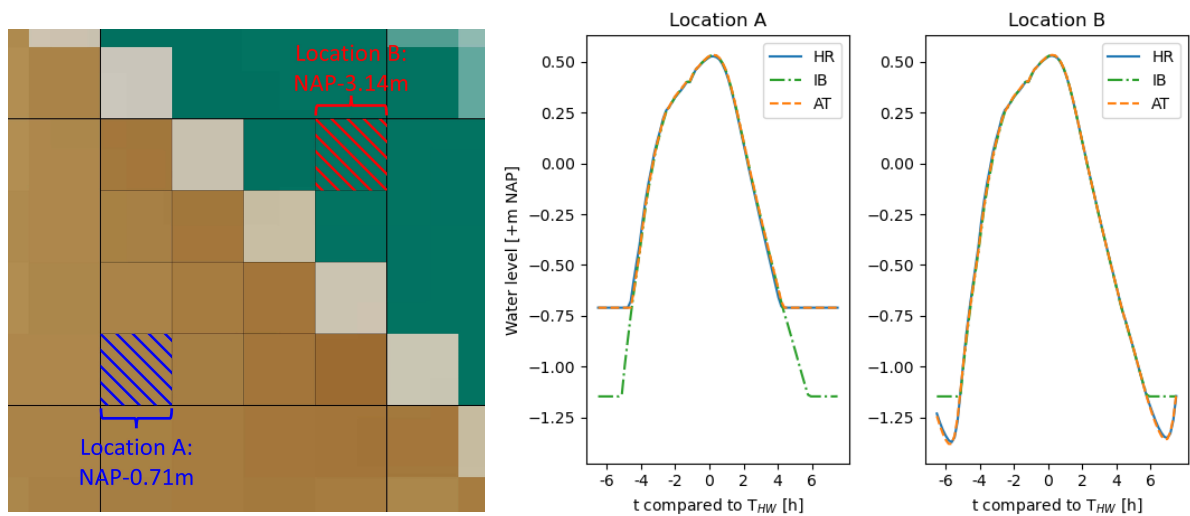 Location B:
NAP-3.14m
Location A:
NAP-0.71m
Location A
Water level [+m NAP]
0.50
0.25
0.00
−0.25
−0.50
−0.75
−1.00
−1.25
HR
IB
AT
-6 -4 -2 0 2 4 6
t compared to T_HW [h]
Location B
0.50
0.25
0.00
−0.25
−0.50
−0.75
−1.00
−1.25
HR
IB
AT
-6 -4 -2 0 2 4 6
t compared to T_HW [h]